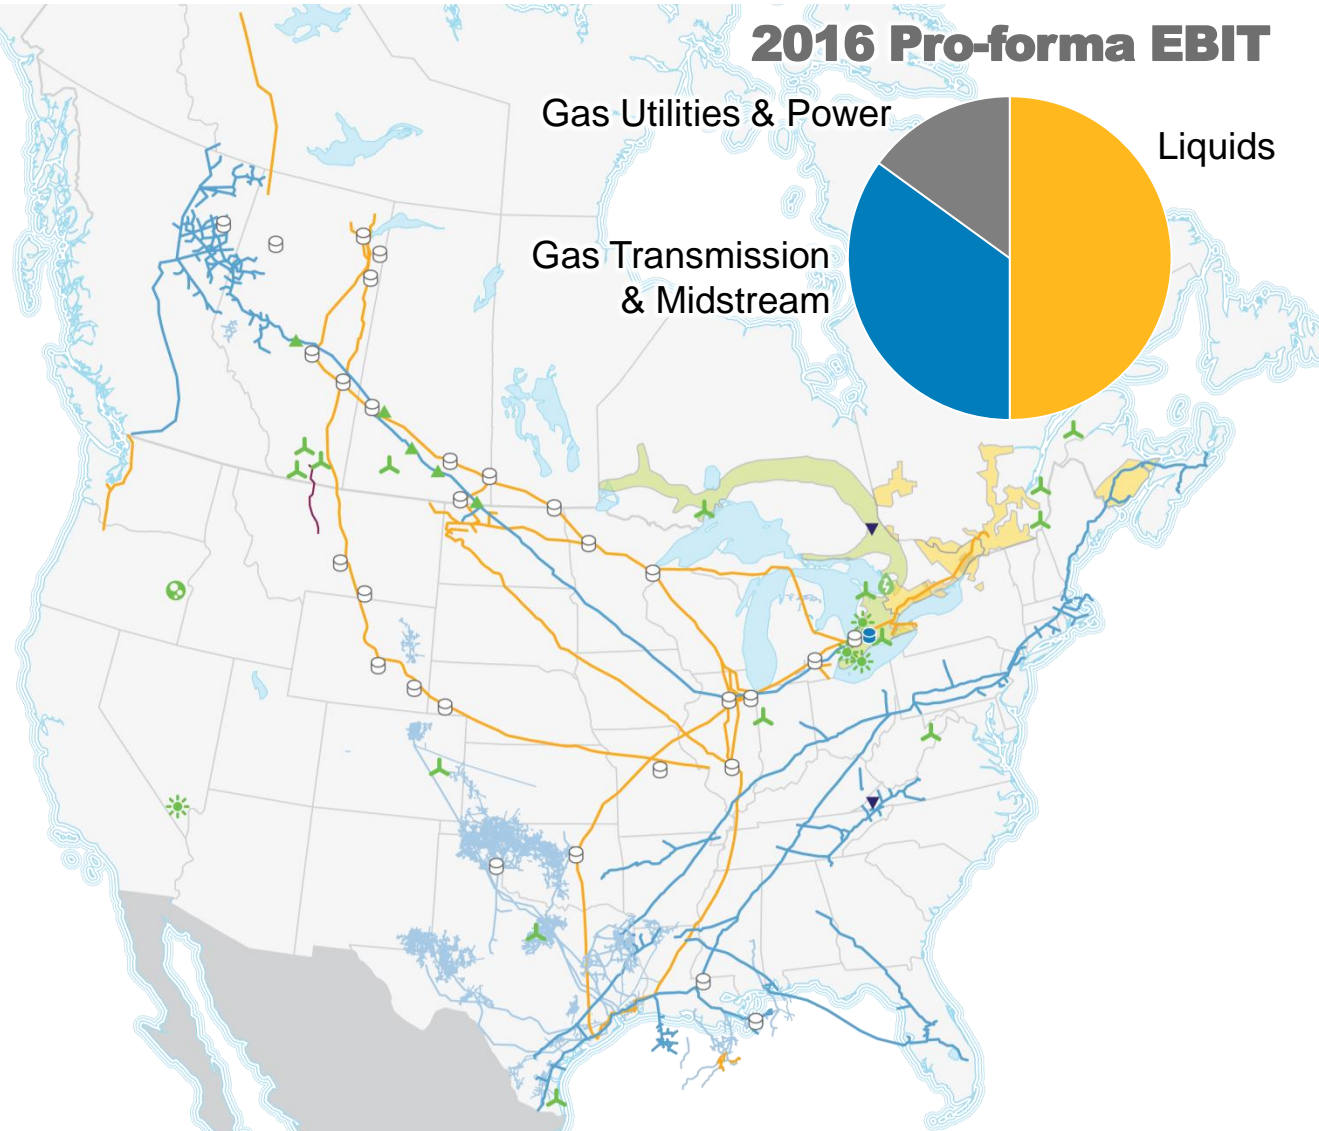 2016 Pro-forma EBIT
Gas Utilities & Power
Liquids
Gas Transmission
& Midstream